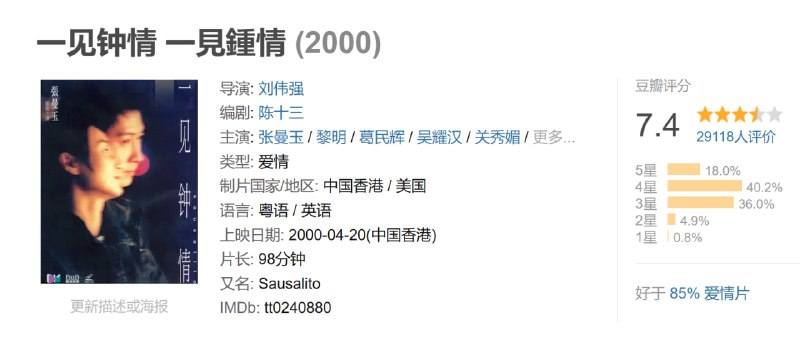 一见钟情 一見鍾情 (2000)
張曼玉
一见钟情
更新描述或海报
导演: 刘伟强
编剧: 陈十三
主演: 张曼玉 / 黎明 / 葛民辉 / 吴耀汉 / 关秀媚 / 更多...
类型: 爱情
制片国家/地区: 中国香港 / 美国
语言: 粤语 / 英语
上映日期: 2000-04-20(中国香港)
片长: 98分钟
又名: Sausalito
IMDb: tt0240880
豆瓣评分
7.4
29118人评价
5星 18.0%
4星 40.2%
3星 36.0%
2星 4.9%
1星 0.8%
好于 85% 爱情片